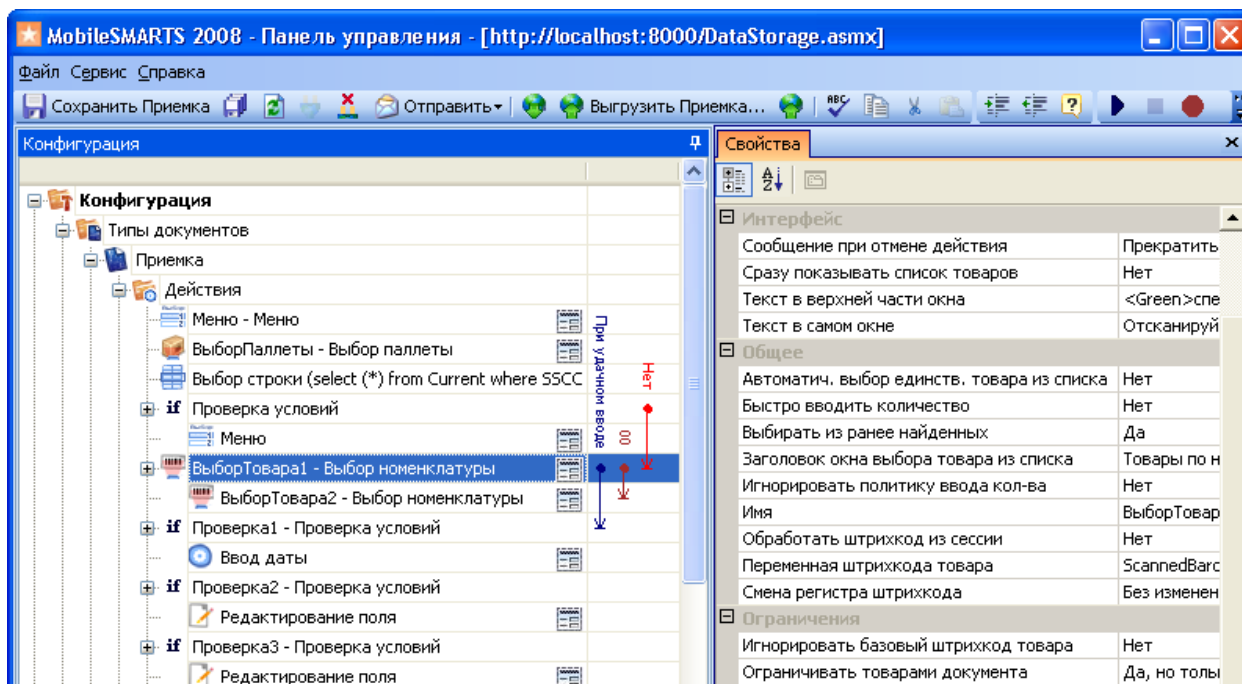 MobileSMARTS 2008 - Панель управления - [http://localhost:8000/DataStorage.asmx]
Файл Сервис Справка
Сохранить Приемка Отправить Выгрузить Приемка...
Конфигурация
Конфигурация
Типы документов
Приемка
Действия
Меню - Меню
ВыборПаллеты - Выбор паллеты
Выбор строки (select (*) from Current where SSCC
if Проверка условий
Меню
ВыборТовара1 - Выбор номенклатуры
ВыборТовара2 - Выбор номенклатуры
if Проверка1 - Проверка условий
Ввод даты
if Проверка2 - Проверка условий
Редактирование поля
if Проверка3 - Проверка условий
Редактирование поля
При удачном вводе
00
Нет
Свойства
Интерфейс
Сообщение при отмене действия Прекратить
Сразу показывать список товаров Нет
Текст в верхней части окна <Green>спе
Текст в самом окне Отсканируй
Общее
Автоматич. выбор единств. товара из списка Нет
Быстро вводить количество Нет
Выбирать из ранее найденных Да
Заголовок окна выбора товара из списка Товары по н
Игнорировать политику ввода кол-ва Нет
Имя ВыборТовар
Обработать штрихкод из сессии Нет
Переменная штрихкода товара ScannedBarc
Смена регистра штрихкода Без изменен
Ограничения
Игнорировать базовый штрихкод товара Нет
Ограничивать товарами документа Да, но толы